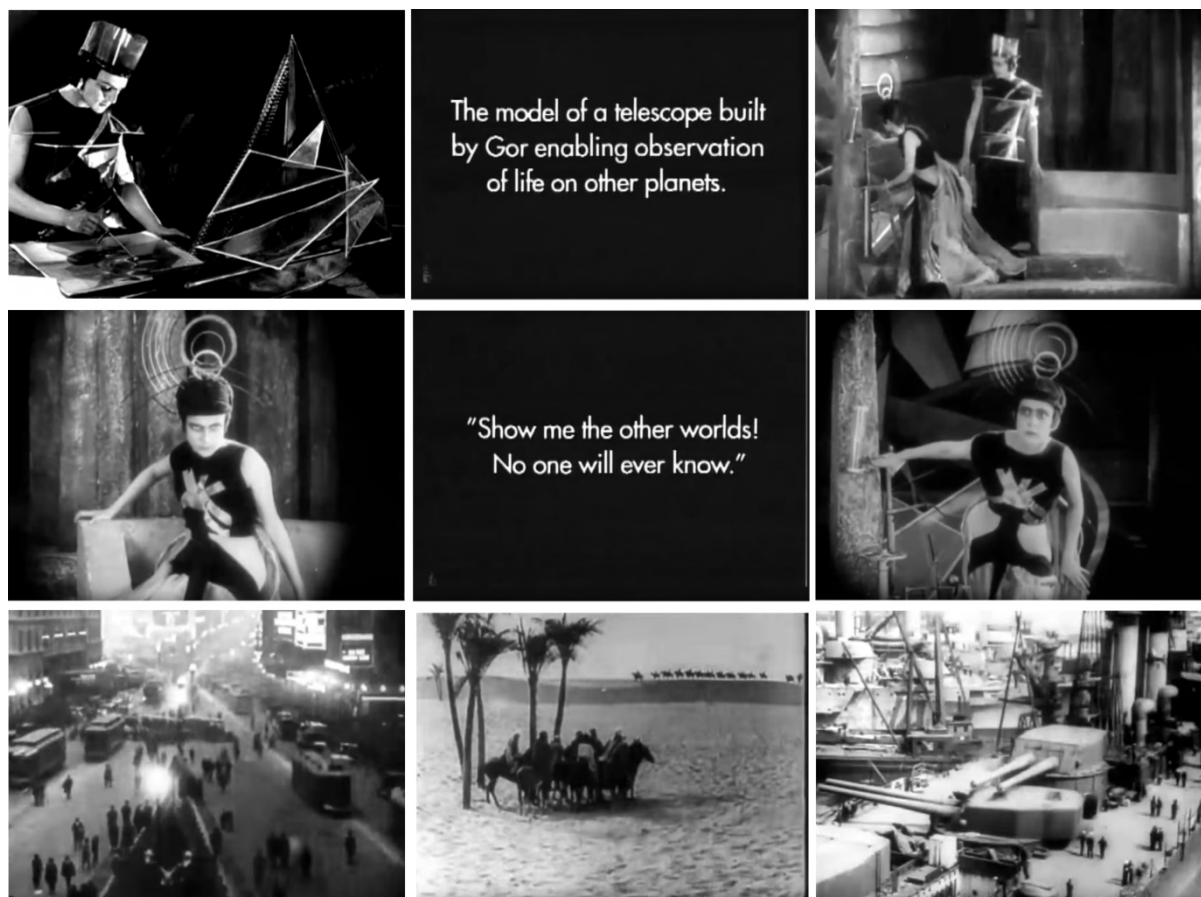 The model of a telescope built
by Gor enabling observation
of life on other planets.
"Show me the other worlds!
No one will ever know."